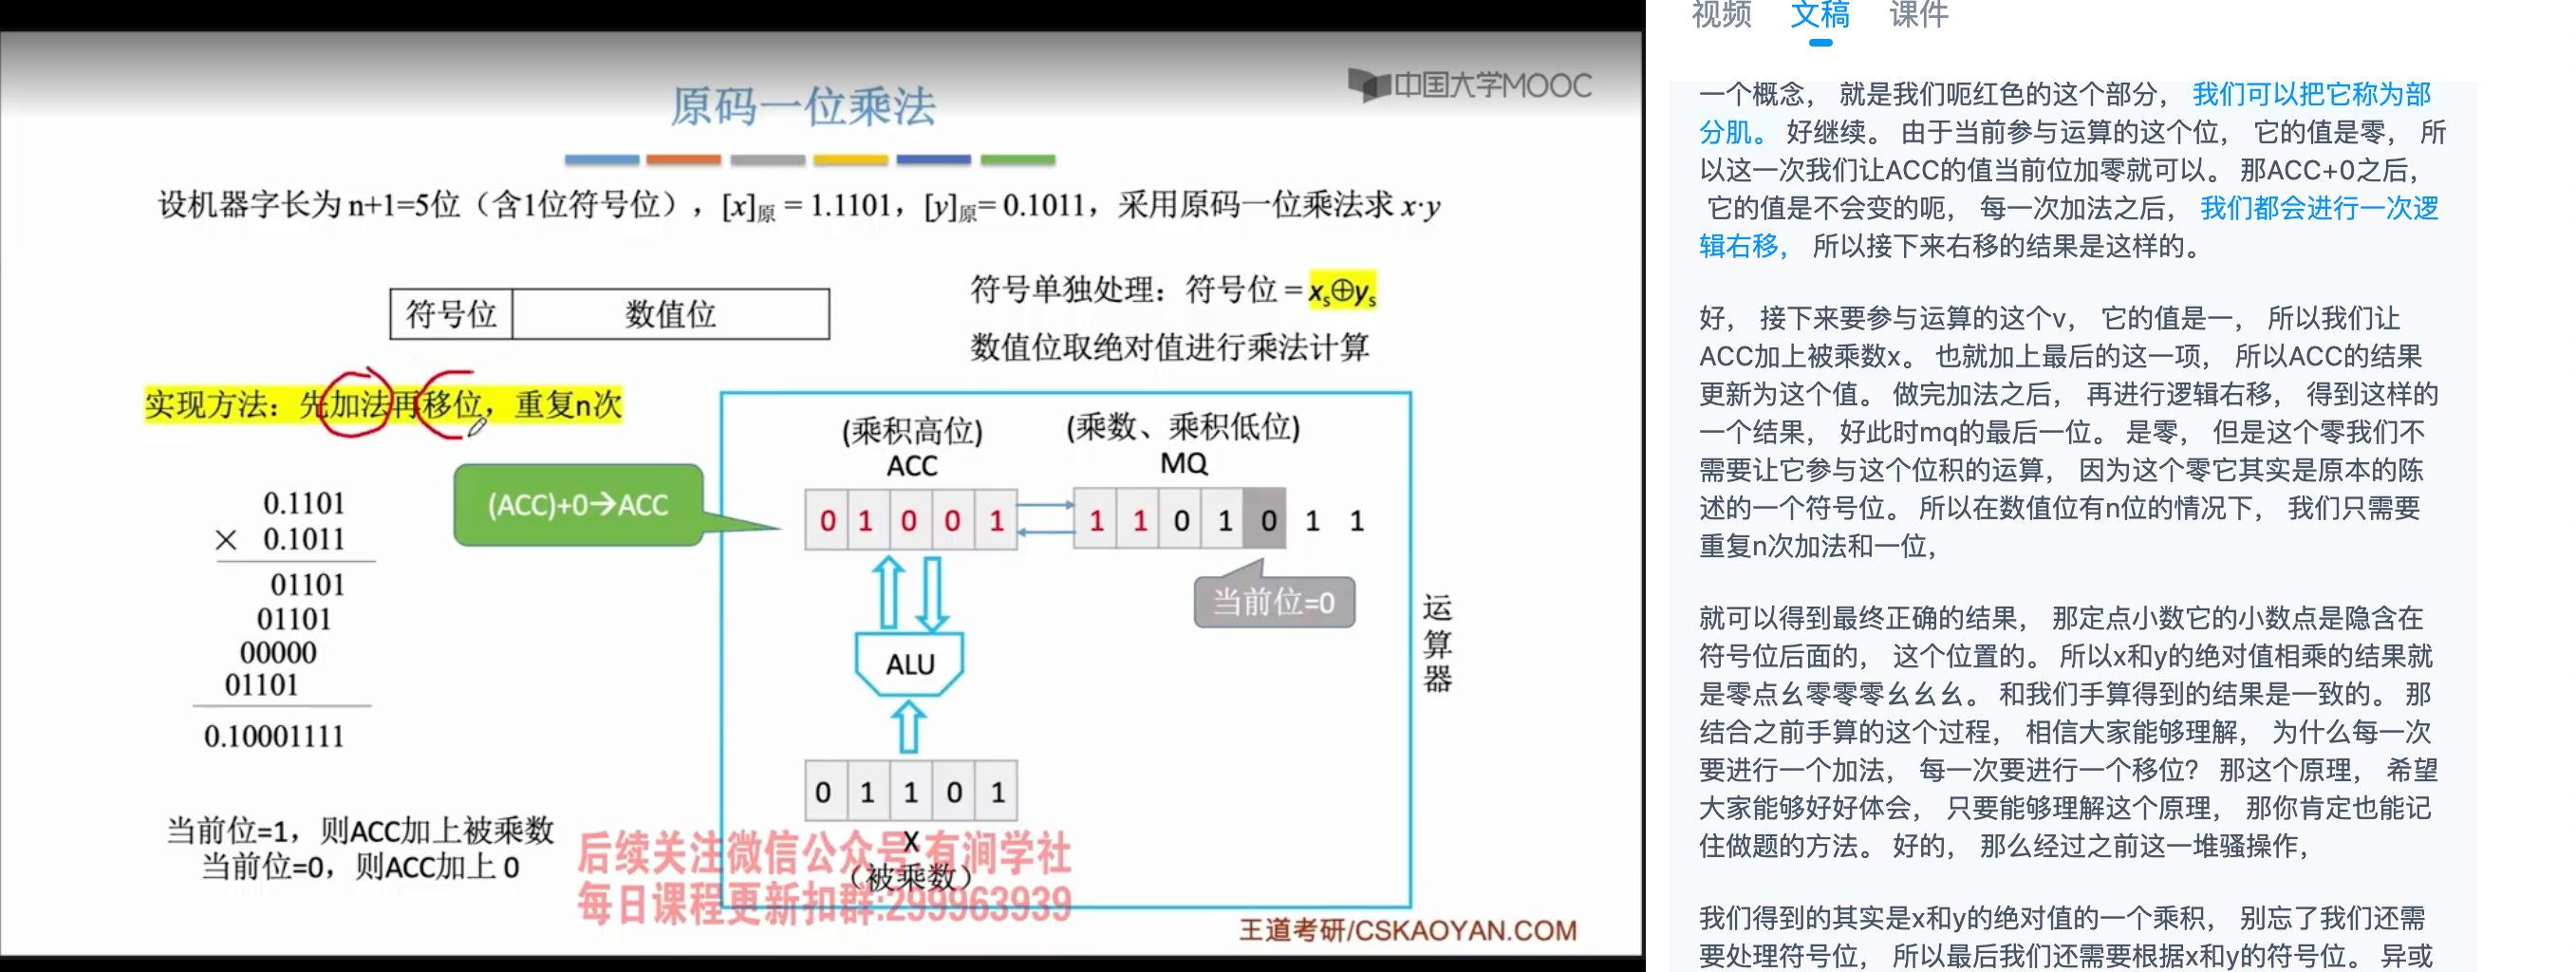 中国大学MOOC
原码一位乘法
设机器字长为 n+1=5位（含1位符号位），[x]原 = 1.1101，[y]原= 0.1011，采用原码一位乘法求 x·y
符号位 数值位
符号单独处理：符号位 = xs⊕ys
数值位取绝对值进行乘法计算
实现方法：先加法再移位，重复n次
(乘积高位) (乘数、乘积低位)
ACC MQ
(ACC)+0→ACC
0 1 0 0 1 1 1 0 1 0 1 1
当前位=0
0.1101
× 0.1011
01101
01101
00000
01101
0.10001111
ALU
运算器
0 1 1 0 1
X
（被乘数）
当前位=1，则ACC加上被乘数
当前位=0，则ACC加上 0
后续关注微信公众号:有润学社
每日课程更新扣群:299963939
王道考研/CSKAOYAN.COM
视频 文稿 课件
一个概念， 就是我们呃红色的这个部分， 我们可以把它称为部
分肌。 好继续。 由于当前参与运算的这个位， 它的值是零， 所
以这一次我们让ACC的值当前位加零就可以。 那ACC+0之后，
它的值是不会变的呃， 每一次加法之后， 我们都会进行一次逻
辑右移， 所以接下来右移的结果是这样的。
好， 接下来要参与运算的这个v， 它的值是一， 所以我们让
ACC加上被乘数x。 也就加上最后的这一项， 所以ACC的结果
更新为这个值。 做完加法之后， 再进行逻辑右移， 得到这样的
一个结果， 好此时mq的最后一位。 是零， 但是这个零我们不
需要让它参与这个位积的运算， 因为这个零它其实是原本的陈
述的一个符号位。 所以在数值位有n位的情况下， 我们只需要
重复n次加法和一位，
就可以得到最终正确的结果， 那定点小数它的小数点是隐含在
符号位后面的， 这个位置的。 所以x和y的绝对值相乘的结果就
是零点幺零零零幺幺幺。 和我们手算得到的结果是一致的。 那
结合之前手算的这个过程， 相信大家能够理解， 为什么每一次
要进行一个加法， 每一次要进行一个移位？ 那这个原理， 希望
大家能够好好体会， 只要能够理解这个原理， 那你肯定也能记
住做题的方法。 好的， 那么经过之前这一堆骚操作，
我们得到的其实是x和y的绝对值的一个乘积， 别忘了我们还需
要处理符号位， 所以最后我们还需要根据x和y的符号位。 异或